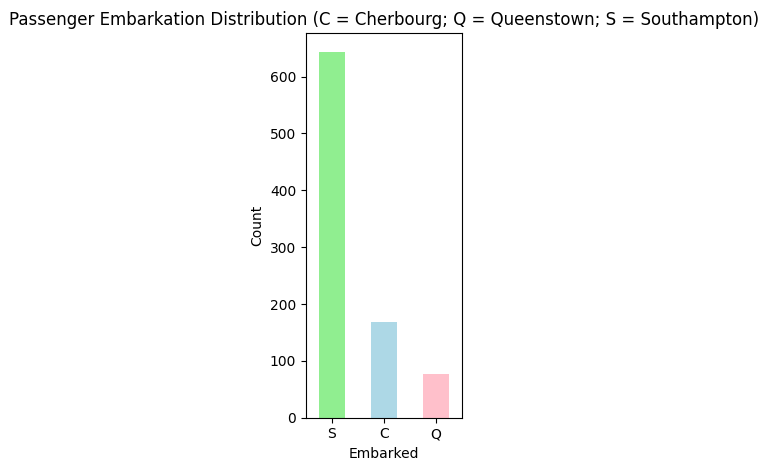 Passenger Embarkation Distribution (C = Cherbourg; Q = Queenstown; S = Southampton)
600
500
400
300
200
100
0
Count
S C Q
Embarked